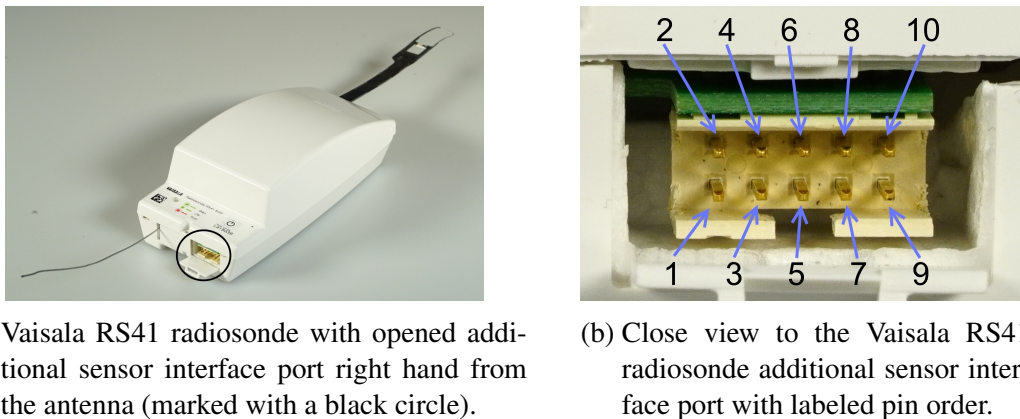 2 4 6 8 10
VAISALA
1 3 5 7 9
Vaisala RS41 radiosonde with opened addi-
tional sensor interface port right hand from
the antenna (marked with a black circle).
(b) Close view to the Vaisala RS41
radiosonde additional sensor inter-
face port with labeled pin order.